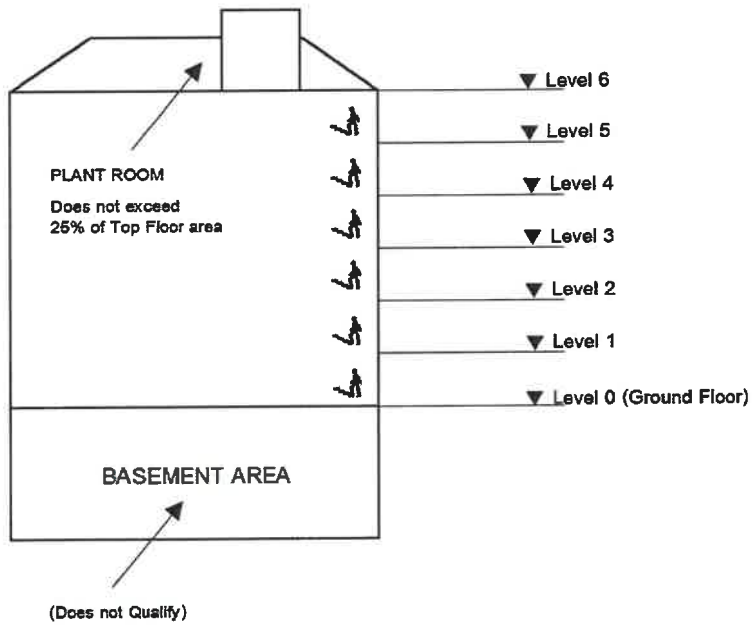 Level 6
Level 5
PLANT ROOM
Does not exceed
25% of Top Floor area
Level 4
Level 3
Level 2
Level 1
Level 0 (Ground Floor)
BASEMENT AREA
(Does not Qualify)